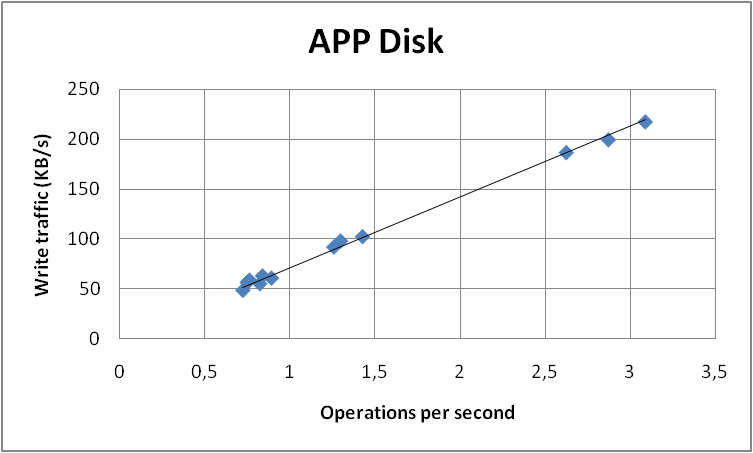 APP Disk
250
200
150
100
50
0
Write traffic (KB/s)
0 0,5 1 1,5 2 2,5 3 3,5
Operations per second